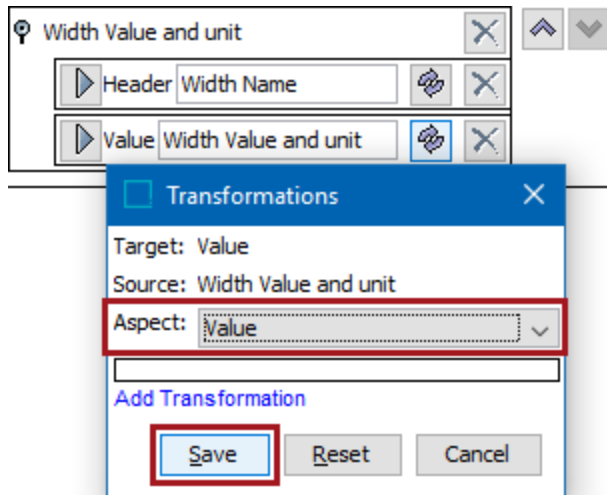 Width Value and unit
Header Width Name
Value Width Value and unit
Transformations
Target: Value
Source: Width Value and unit
Aspect: Value
Add Transformation
Save Reset Cancel